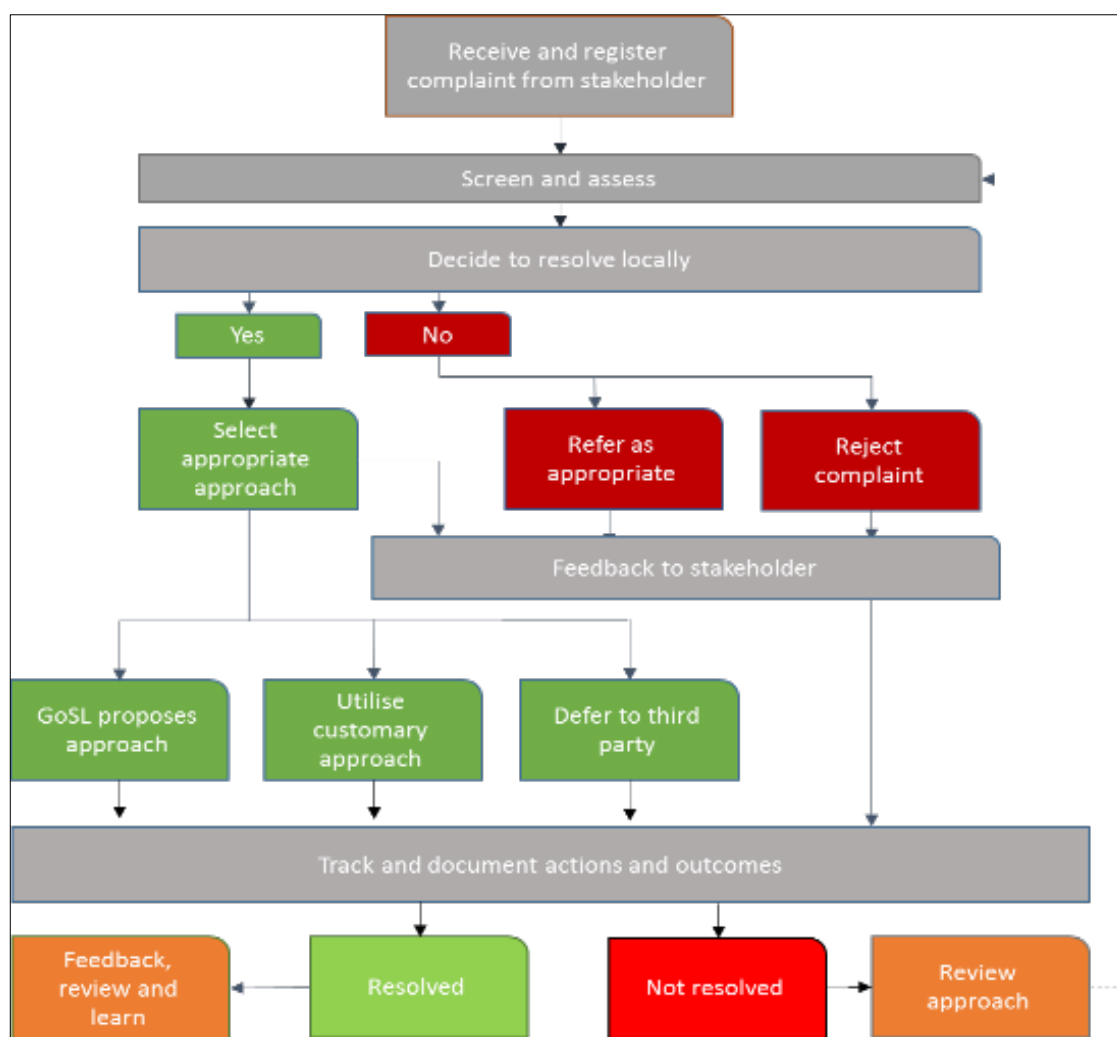 Receive and register
complaint from stakeholder
Screen and assess
Decide to resolve locally
Yes
No
Select
appropriate
approach
Refer as
appropriate
Reject
complaint
Feedback to stakeholder
GoSL proposes
approach
Utilise
customary
approach
Defer to third
party
Track and document actions and outcomes
Feedback,
review and
learn
Resolved
Not resolved
Review
approach